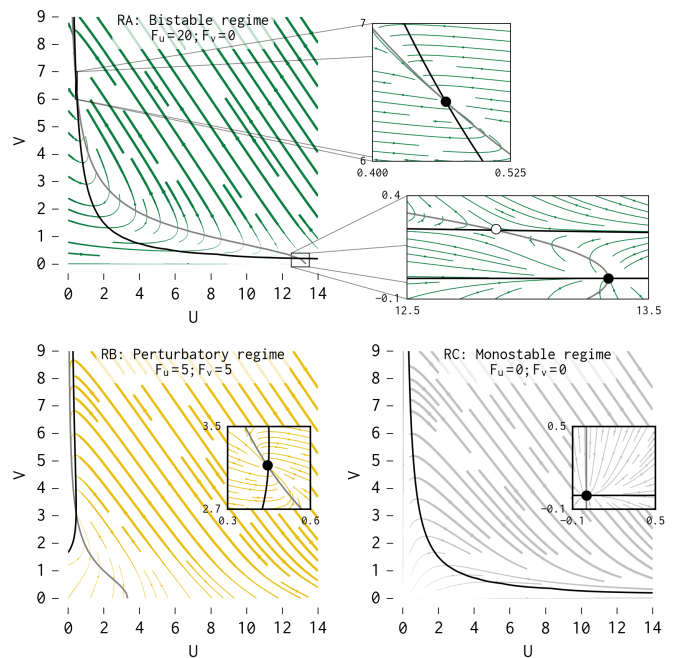 RA: Bistable regime
Fu=20;Fv=0
9
8
7
6
5
4
3
2
1
0
V
0 2 4 6 8 10 12 14
U
7
6
0.400 0.525
0.4
−0.1
12.5 13.5
RB: Perturbatory regime
Fu=5;Fv=5
9
8
7
6
5
4
3
2
1
0
V
0 2 4 6 8 10 12 14
U
3.5
2.7
0.3 0.6
RC: Monostable regime
Fu=0;Fv=0
9
8
7
6
5
4
3
2
1
0
V
0 2 4 6 8 10 12 14
U
0.5
−0.1
−0.1 0.5